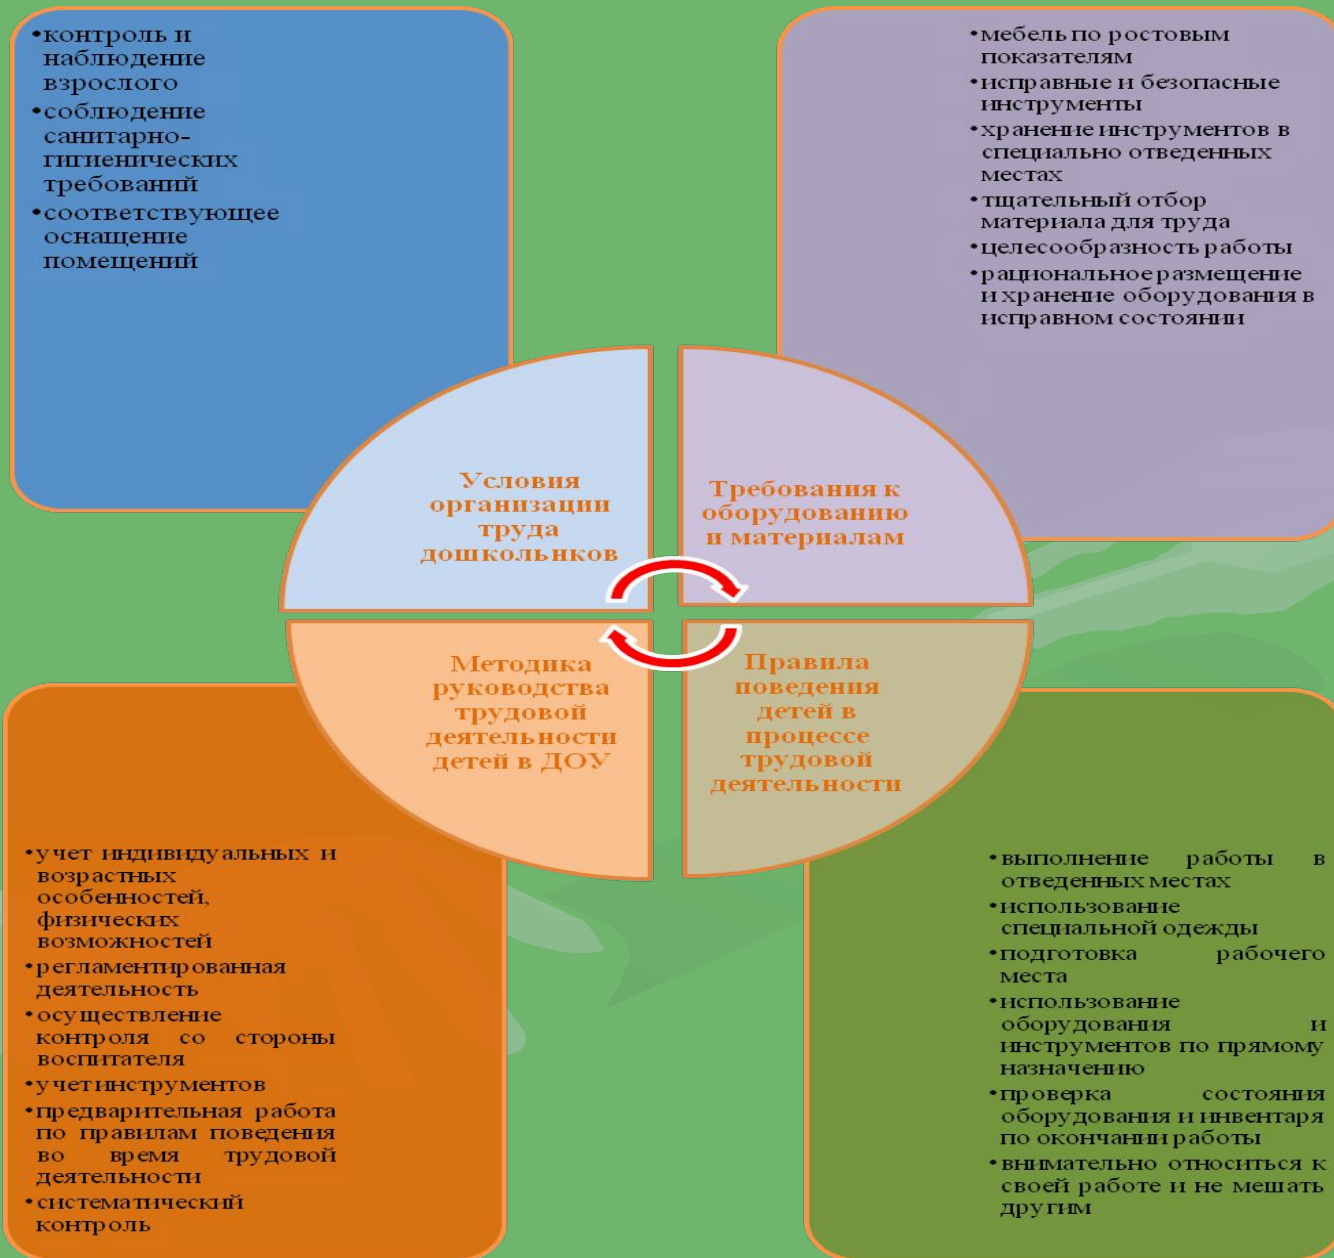 •контроль и
наблюдение
взрослого
•соблюдение
санитарно-
гигиенических
требований
•соответствующее
оснащение
помещений
•мебель по ростовым
показателям
•исправные и безопасные
инструменты
•хранение инструментов в
специально отведенных
местах
•тщательный отбор
материала для труда
•целесообразность работы
•рациональное размещение
и хранение оборудования в
исправном состоянии
Условия
организации
труда
дошкольнков
Требования к
оборудованию
и материалам
Методика
руководства
трудовой
деятельности
детей в ДОУ
Правила
поведения
детей в
процессе
трудовой
деятельности
•учет индивидуальных и
возрастных
особенностей,
физических
возможностей
•регламентированная
деятельность
•осуществление
контроля со стороны
воспитателя
•учет инструментов
•предварительная работа
по правилам поведения
во время трудовой
деятельности
•систематический
контроль
•выполнение работы в
отведенных местах
•использование
специальной одежды
•подготовка рабочего
места
•использование
оборудования и
инструментов по прямому
назначению
•проверка состояния
оборудования и инвентаря
по окончании работы
•внимательно относиться к
своей работе и не мешать
другим